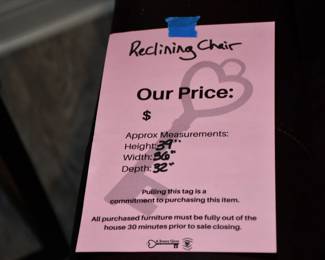 Reclining Chair
Our Price:
$
Approx Measurements:
Height: 39"
Width: 36"
Depth: 32"
Pulling this tag is a
commitment to purchasing this item.
All purchased furniture must be fully out of the
house 30 minutes prior to sale closing.